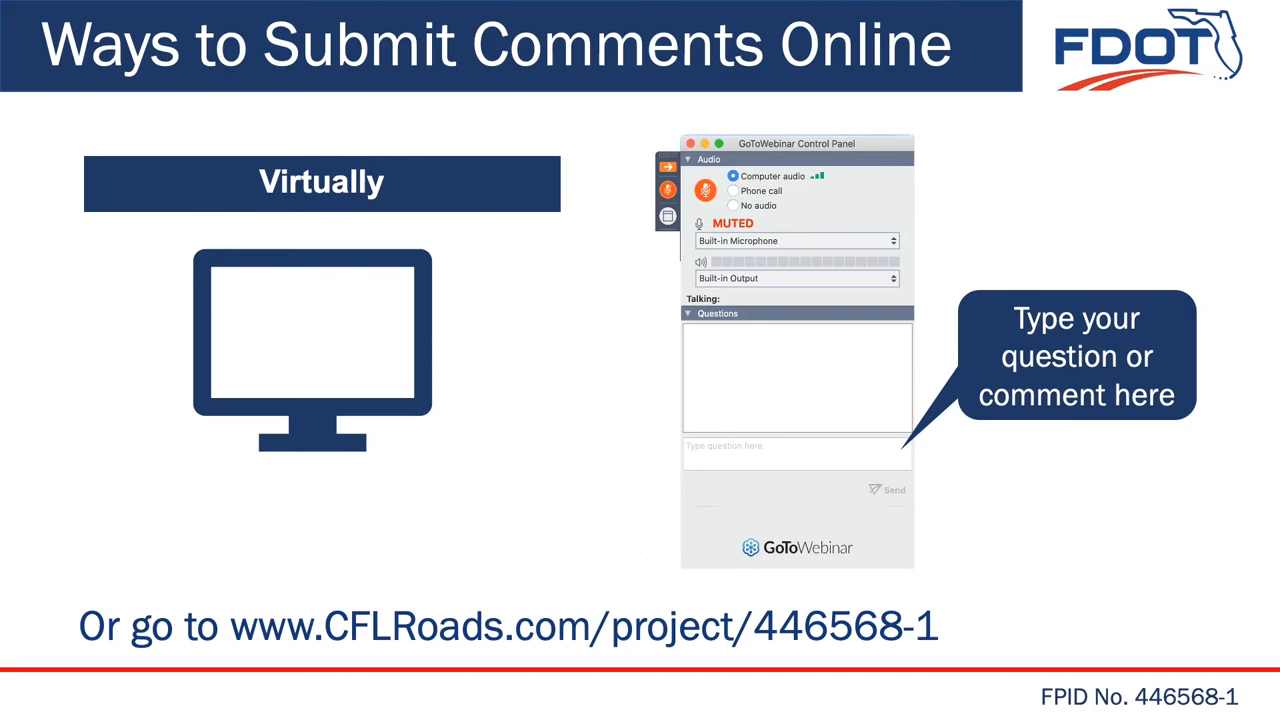 Ways to Submit Comments Online
FDOT
Virtually
GoToWebinar Control Panel
Audio
Computer audio
Phone call
No audio
MUTED
Built-in Microphone
Built-in Output
Talking:
Questions
Type your
question or
comment here
Type question here.
Send
GoToWebinar
Or go to www.CFLRoads.com/project/446568-1
FPID No. 446568-1